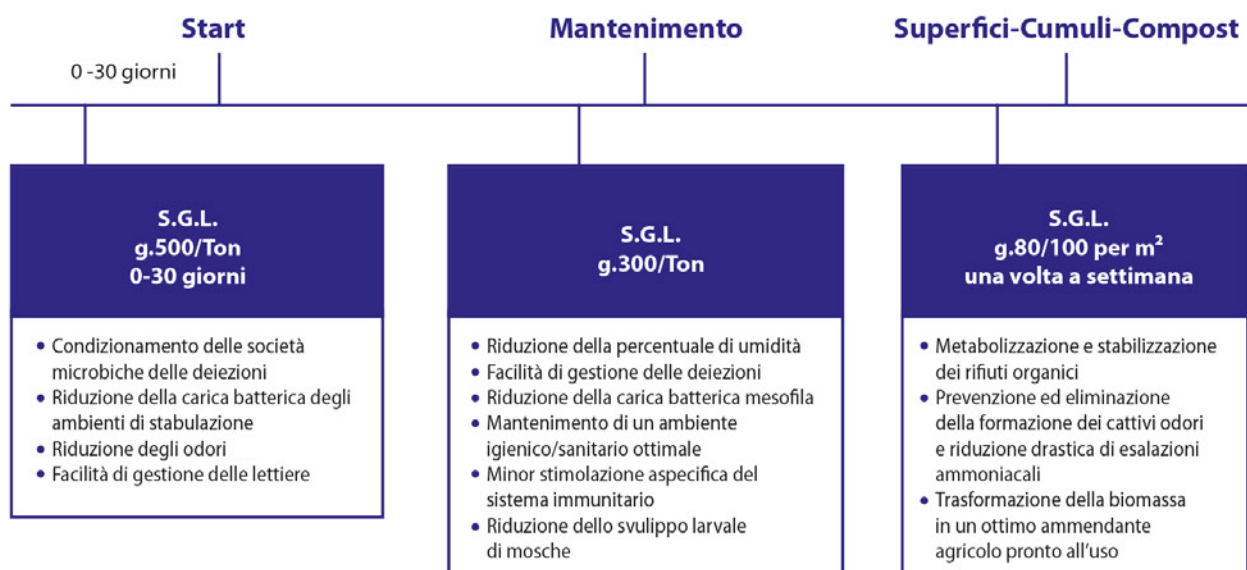 Start
Mantenimento
Superfici-Cumuli-Compost
0 -30 giorni
S.G.L.
g.500/Ton
0-30 giorni
• Condizionamento delle società
microbiche delle deiezioni
• Riduzione della carica batterica degli
ambienti di stabulazione
• Riduzione degli odori
• Facilità di gestione delle lettiere
S.G.L.
g.300/Ton
• Riduzione della percentuale di umidità
• Facilità di gestione delle deiezioni
• Riduzione della carica batterica mesofila
• Mantenimento di un ambiente
igienico/sanitario ottimale
• Minor stimolazione aspecifica del
sistema immunitario
• Riduzione dello svulippo larvale
di mosche
S.G.L.
g.80/100 per m²
una volta a settimana
• Metabolizzazione e stabilizzazione
dei rifiuti organici
• Prevenzione ed eliminazione
della formazione dei cattivi odori
e riduzione drastica di esalazioni
ammoniacali
• Trasformazione della biomassa
in un ottimo ammendante
agricolo pronto all'uso